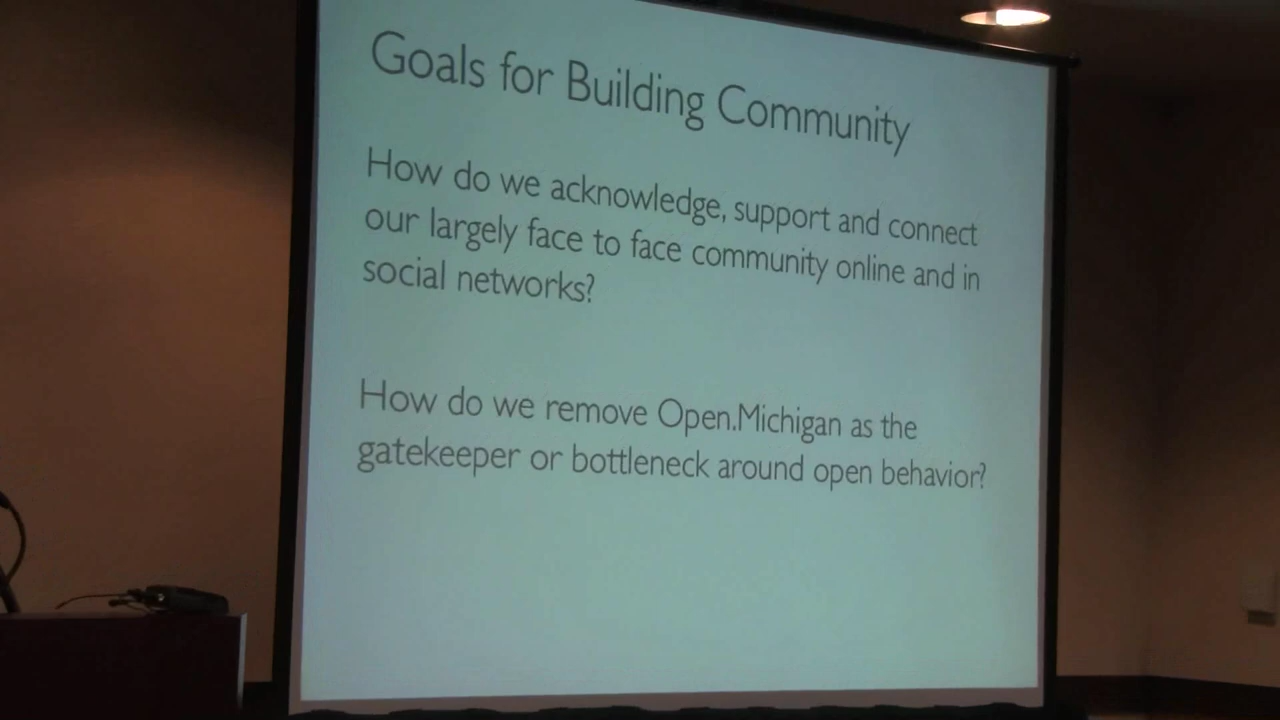 Goals for Building Community
How do we acknowledge, support and connect
our largely face to face community online and in
social networks?
How do we remove Open.Michigan as the
gatekeeper or bottleneck around open behavior?